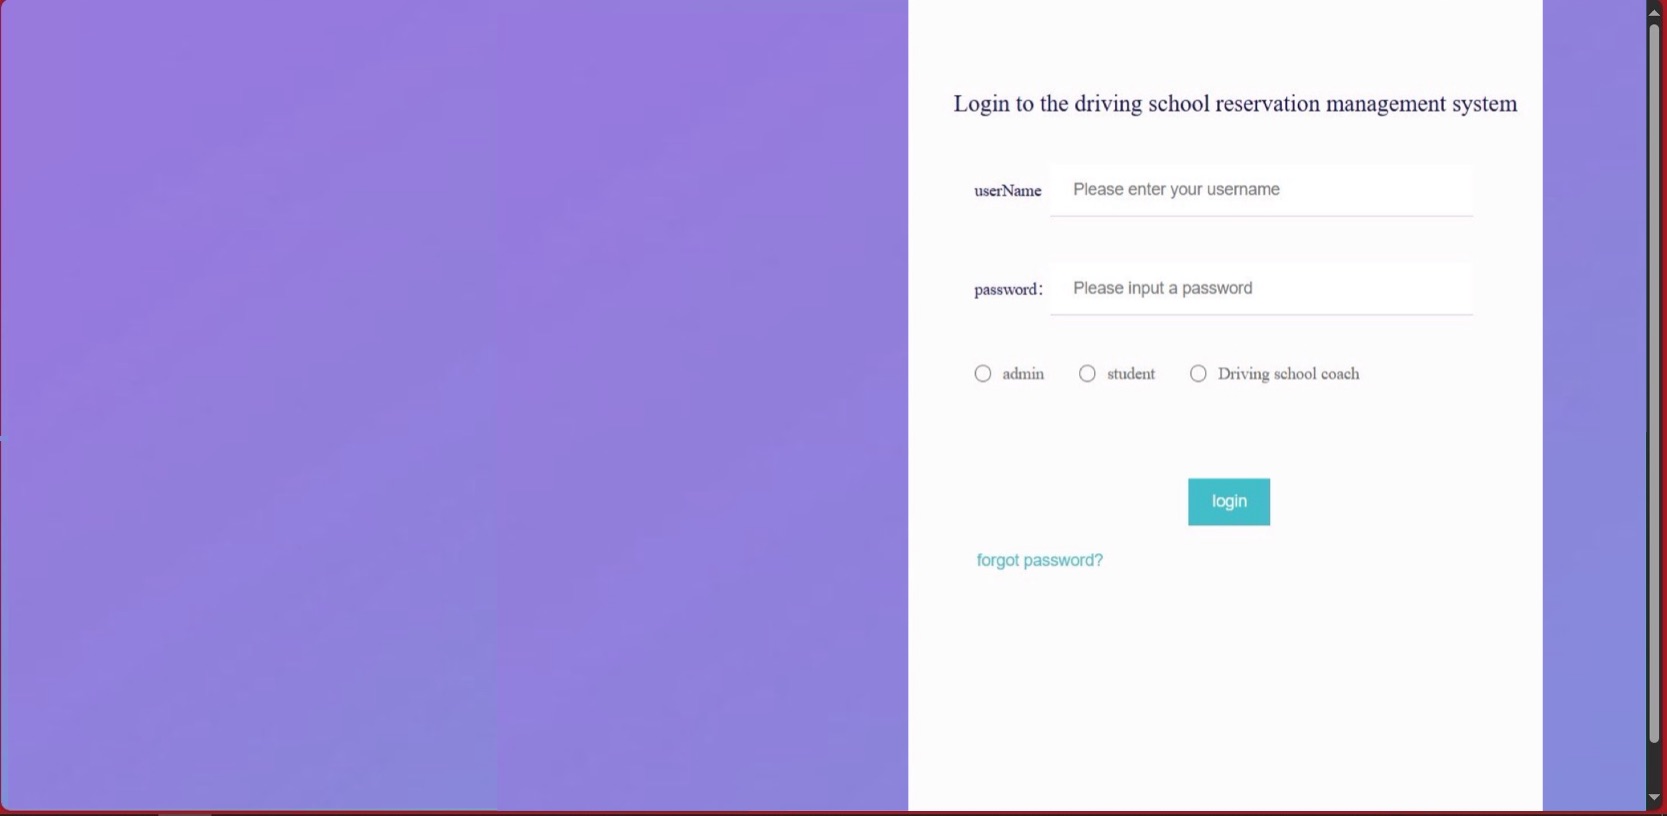 Login to the driving school reservation management system
userName Please enter your username
password: Please input a password
admin student Driving school coach
login
forgot password?